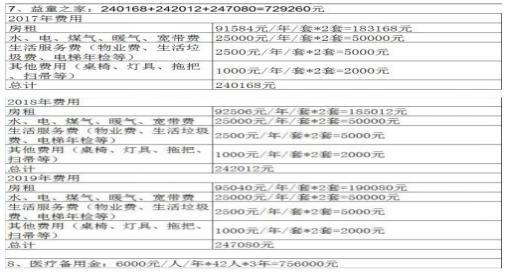 7、益童之家：240168+242012+247080=729260元
2017年费用
房租 91584元/年/套*2套=183168元
水、电、煤气、暖气、宽带费 25000元/年/套*2套=50000元
生活服务费（物业费、生活垃
圾费、电梯年检等） 2500元/年/套*2套=5000元
其他费用（桌椅、灯具、拖把
、扫帚等） 1000元/年/套*2套=2000元
总计 240168元
2018年费用
房租 92506元/年/套*2套=185012元
水、电、煤气、暖气、宽带费 25000元/年/套*2套=50000元
生活服务费（物业费、生活垃圾
费、电梯年检等） 2500元/年/套*2套=5000元
其他费用（桌椅、灯具、拖把、
扫帚等） 1000元/年/套*2套=2000元
总计 242012元
2019年费用
房租 95040元/年/套*2套=190080元
水、电、煤气、暖气、宽带费 25000元/年/套*2套=50000元
生活服务费（物业费、生活垃圾
费、电梯年检等） 2500元/年/套*2套=5000元
其他费用（桌椅、灯具、拖把、
扫帚等） 1000元/年/套*2套=2000元
总计 247080元
8、医疗备用金：6000元/人/年*42人*3年=756000元